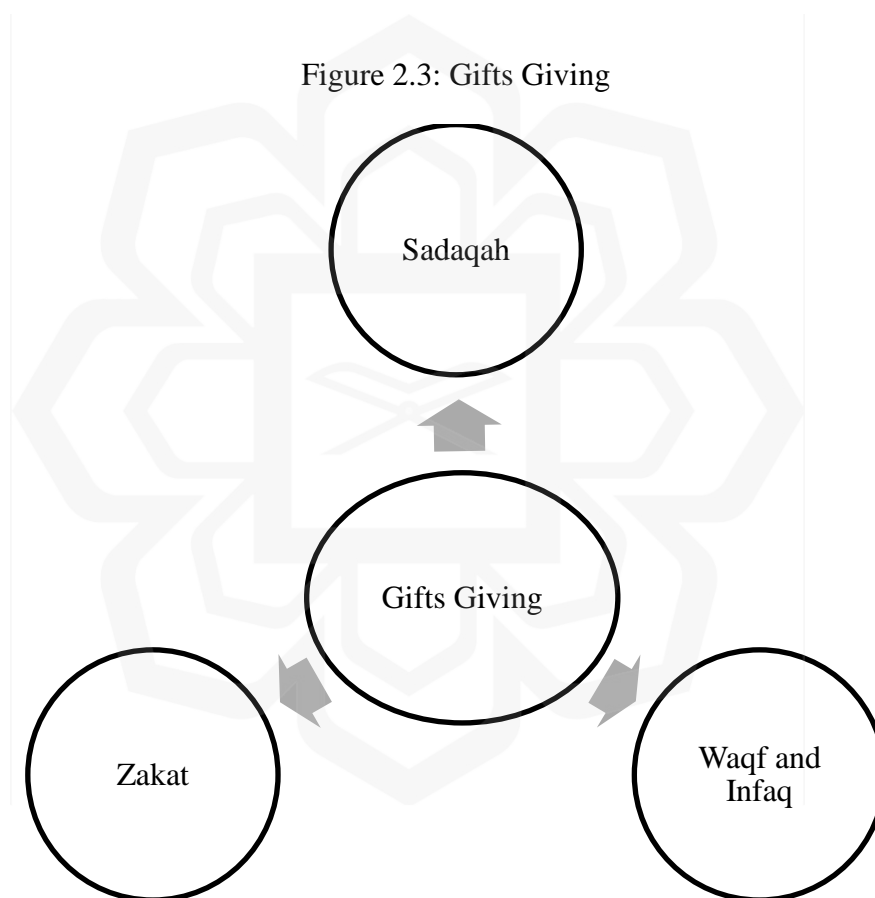 Figure 2.3: Gifts Giving
Sadaqah
Gifts Giving
Zakat
Waqf and
Infaq